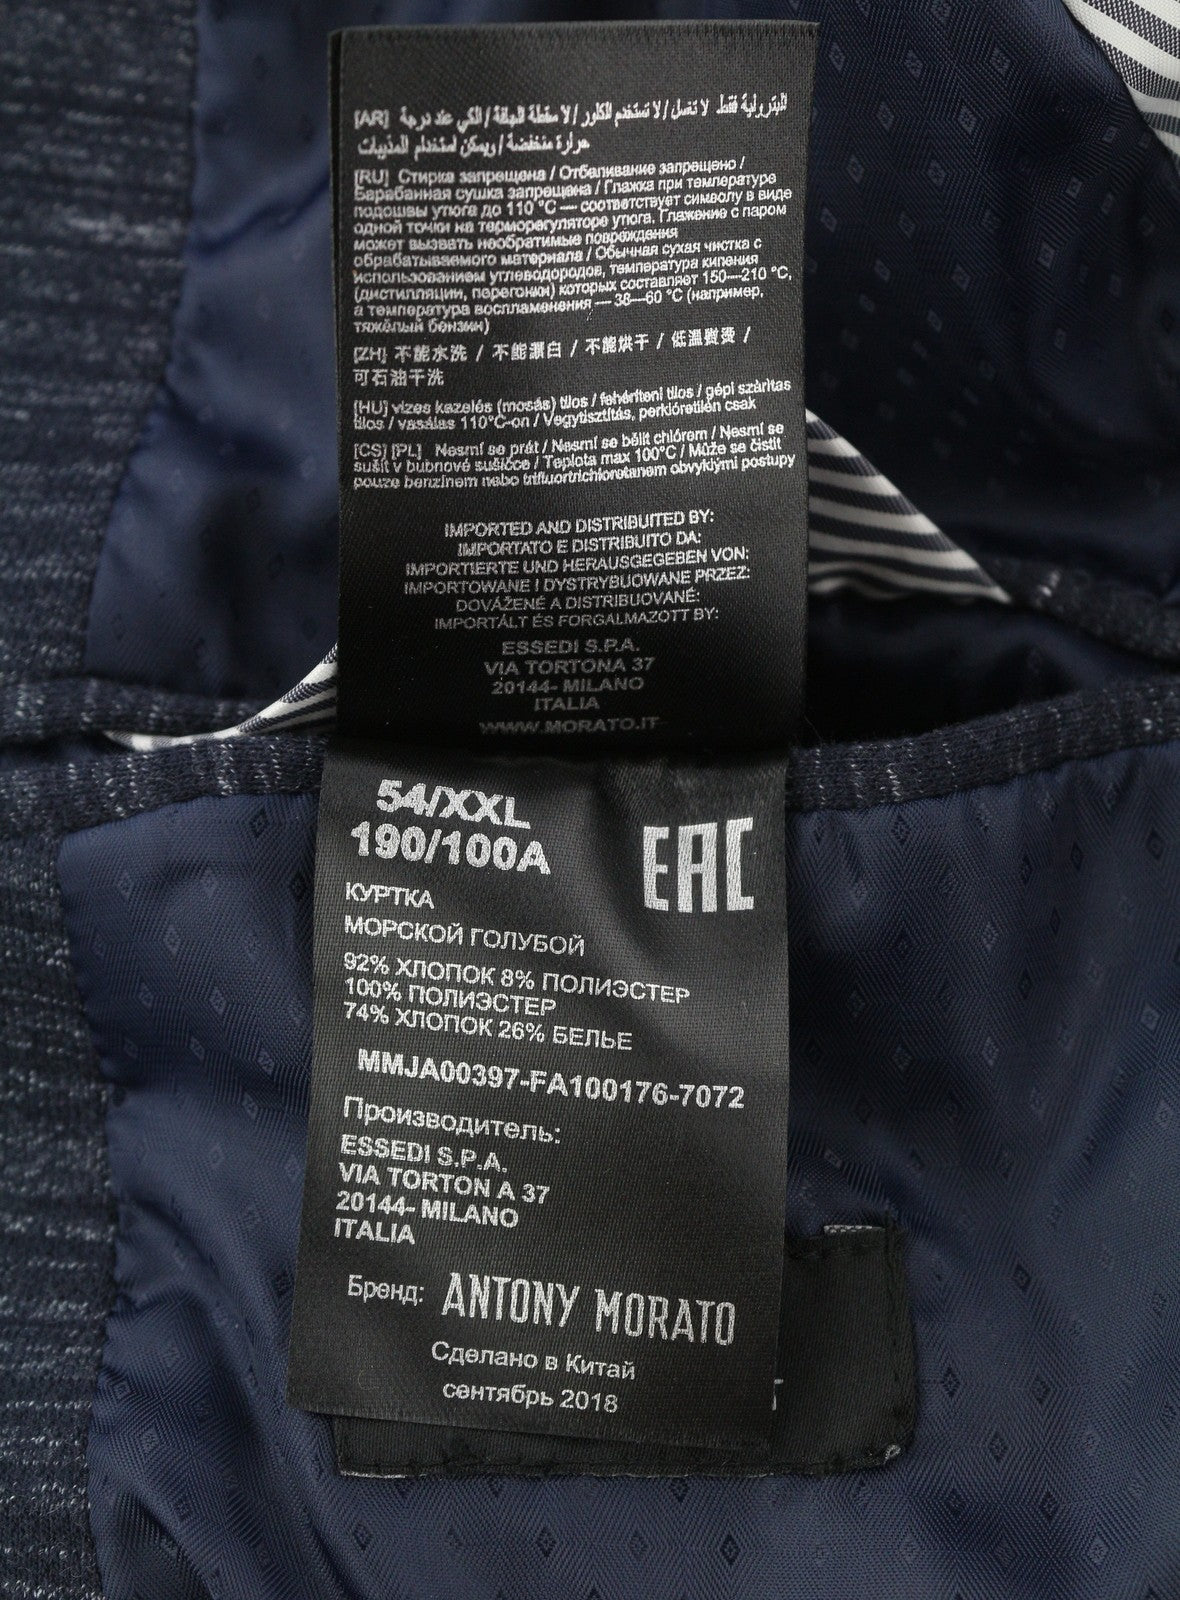 [AR] البترولية فقط لا تغسل / لا تستخدم الكلور / لا مغسطة الجافة / الكي عند درجة
حرارة منخفضة / ويمكن استخدام المذيبات
[RU] Стирка запрещена / Отбеливание запрещено /
Барабанная сушка запрещена / Глажка при температуре
подошвы утюга до 110 °C — соответствует символу в виде
одной точки на терморегуляторе утюга. Глажение с паром
может вызвать необратимые повреждения
обрабатываемого материала / Обычная сухая чистка с
использованием углеводородов, температура кипения
(дистилляции, перегонки) которых составляет 150—210 °C,
а температура воспламенения — 38—60 °C (например,
тяжёлый бензин)
[ZH] 不能水洗 / 不能漂白 / 不能烘干 / 低温熨烫 /
可石油干洗
[HU] vizes kezelés (mosás) tilos / fehéríteni tilos / gépi szárítas
tilos / vasalas 110°C-on / Vegytisztítás, perklóretilén csak
[CS] [PL] Nesmí se prát / Nesmí se bělit chlórem / Nesmí se
sušit v bubnové sušičce / Teplota max 100°C / Může se čistit
pouze benzínem nebo trifluortrichloretanem obvyklými postupy
IMPORTED AND DISTRIBUITED BY:
IMPORTATO E DISTRIBUITO DA:
IMPORTIERTE UND HERAUSGEGEBEN VON:
IMPORTOWANE I DYSTRYBUOWANE PRZEZ:
DOVÁŽENÉ A DISTRIBUOVANÉ:
IMPORTÁLT ÉS FORGALMAZOTT BY:
ESSEDI S.P.A.
VIA TORTONA 37
20144- MILANO
ITALIA
WWW.MORATO.IT
54/XXL
190/100A
EAC
КУРТКА
МОРСКОЙ ГОЛУБОЙ
92% ХЛОПОК 8% ПОЛИЭСТЕР
100% ПОЛИЭСТЕР
74% ХЛОПОК 26% БЕЛЬЕ
MMJA00397-FA100176-7072
Производитель:
ESSEDI S.P.A.
VIA TORTON A 37
20144- MILANO
ITALIA
Бренд: ANTONY MORATO
Сделано в Китай
сентябрь 2018